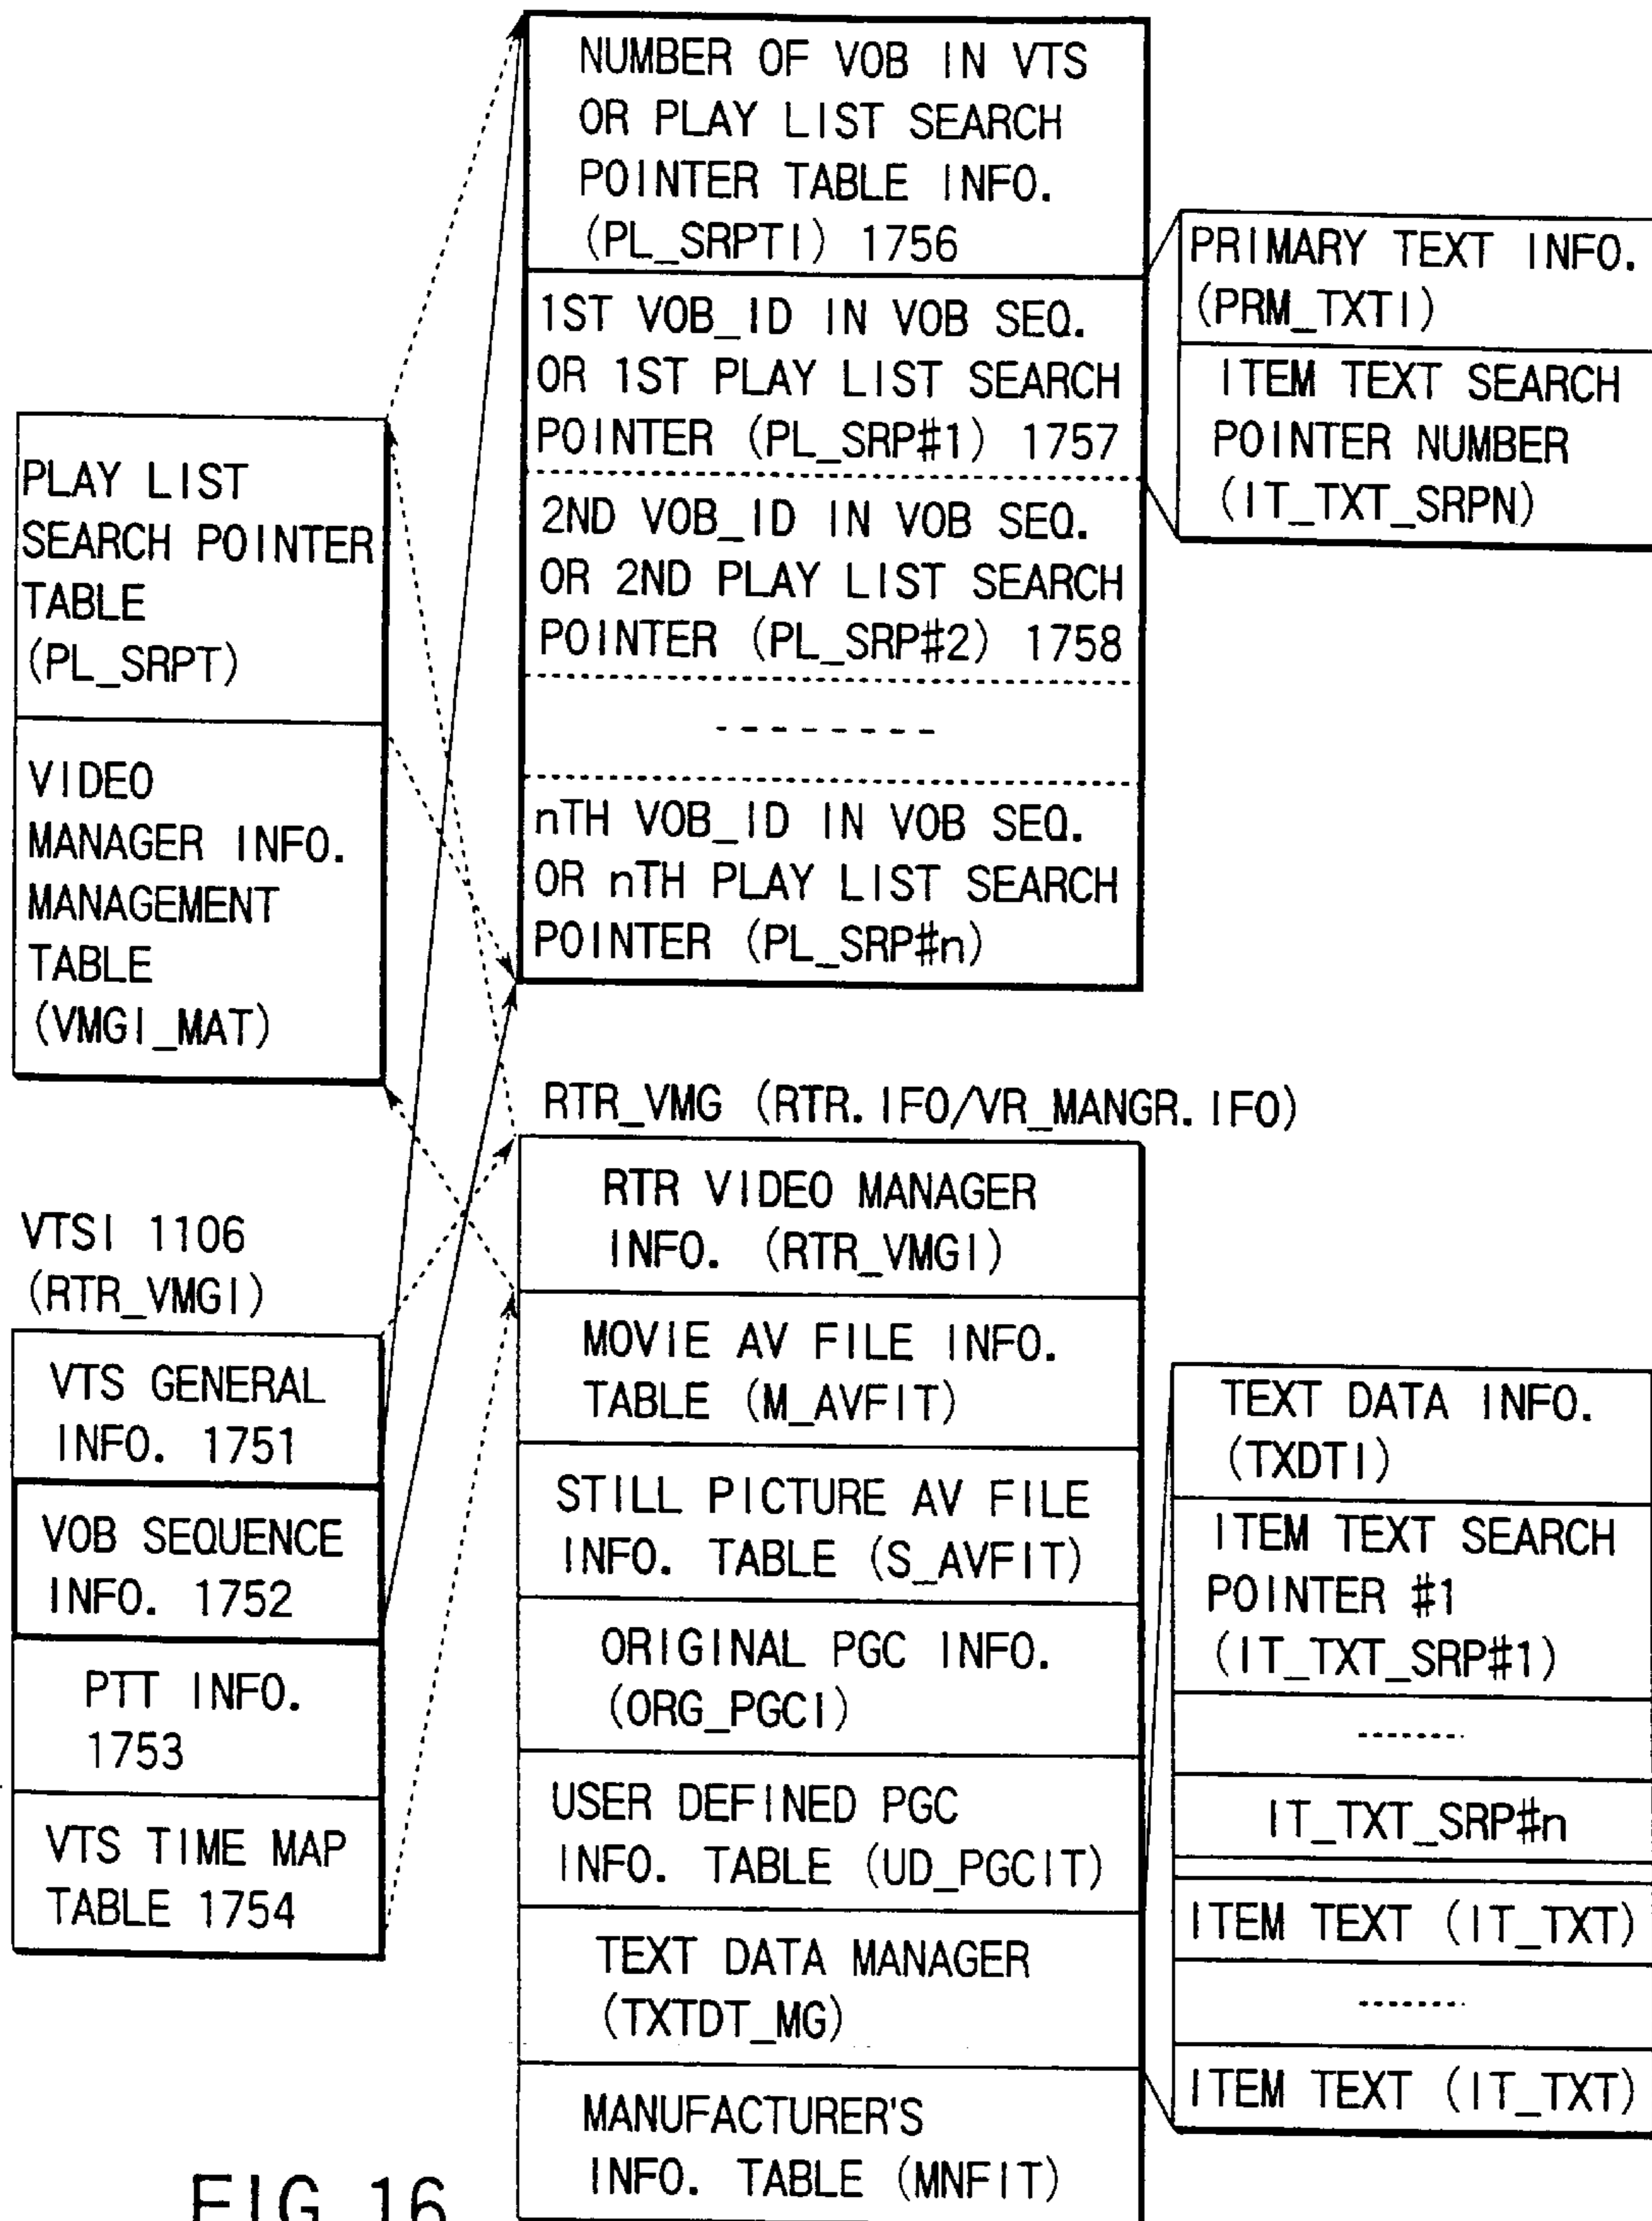 NUMBER OF VOB IN VTS
OR PLAY LIST SEARCH
POINTER TABLE INFO.
(PL_SRPTI) 1756
1ST VOB_ID IN VOB SEQ.
OR 1ST PLAY LIST SEARCH
POINTER (PL_SRP#1) 1757
2ND VOB_ID IN VOB SEQ.
OR 2ND PLAY LIST SEARCH
POINTER (PL_SRP#2) 1758
nTH VOB_ID IN VOB SEQ.
OR nTH PLAY LIST SEARCH
POINTER (PL_SRP#n)
PRIMARY TEXT INFO.
(PRM_TXTI)
ITEM TEXT SEARCH
POINTER NUMBER
(IT_TXT_SRPN)
PLAY LIST
SEARCH POINTER
TABLE
(PL_SRPT)
VIDEO
MANAGER INFO.
MANAGEMENT
TABLE
(VMGI_MAT)
VTSI 1106
(RTR_VMGI)
VTS GENERAL
INFO. 1751
VOB SEQUENCE
INFO. 1752
PTT INFO.
1753
VTS TIME MAP
TABLE 1754
RTR_VMG (RTR.IFO/VR_MANGR.IFO)
RTR VIDEO MANAGER
INFO. (RTR_VMGI)
MOVIE AV FILE INFO.
TABLE (M_AVFIT)
STILL PICTURE AV FILE
INFO. TABLE (S_AVFIT)
ORIGINAL PGC INFO.
(ORG_PGCI)
USER DEFINED PGC
INFO. TABLE (UD_PGCIT)
TEXT DATA MANAGER
(TXTDT_MG)
MANUFACTURER'S
INFO. TABLE (MNFIT)
TEXT DATA INFO.
(TXDTI)
ITEM TEXT SEARCH
POINTER #1
(IT_TXT_SRP#1)
IT_TXT_SRP#n
ITEM TEXT (IT_TXT)
ITEM TEXT (IT_TXT)
FIG. 16